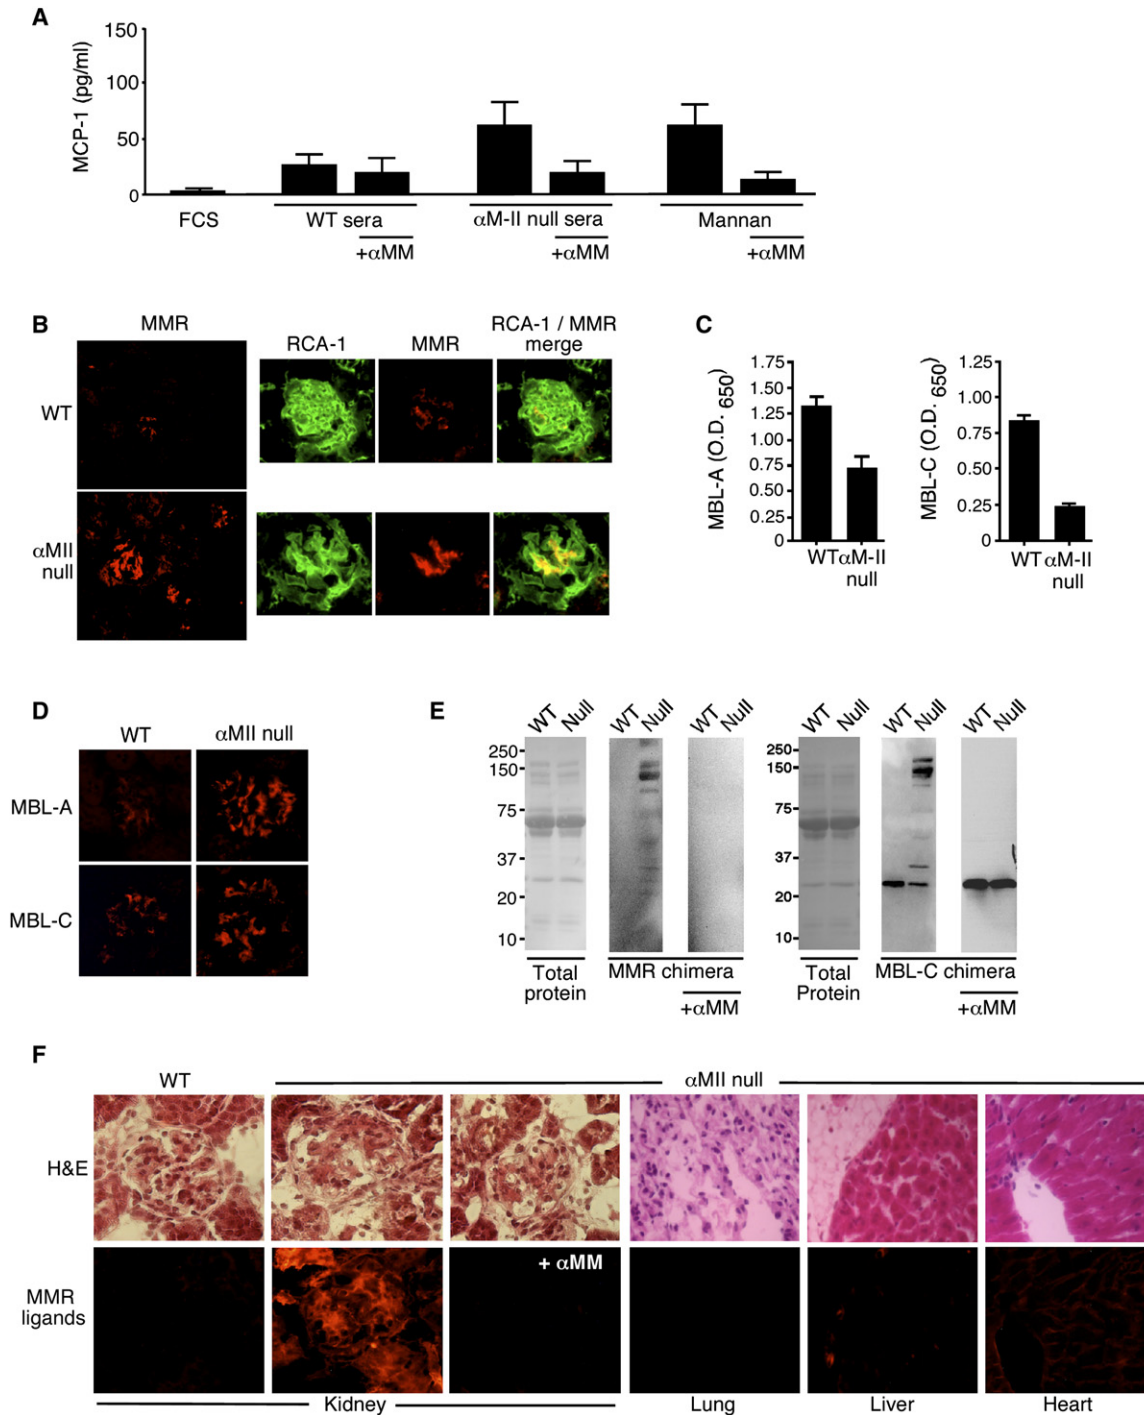 A
MCP-1 (pg/ml)
150
100
50
0
FCS
WT sera
αM-II null sera
Mannan
+αMM
+αMM
+αMM
B
MMR
RCA-1
MMR
RCA-1 / MMR
merge
WT
αMII
null
C
MBL-A (O.D. 650)
1.75
1.50
1.25
1.00
0.75
0.50
0.25
0
WT
αM-II
null
MBL-C (O.D. 650)
1.25
1.00
0.75
0.50
0.25
0
WT
αM-II
null
D
WT
αMII null
MBL-A
MBL-C
E
WT Null
WT Null
WT Null
250
150
75
37
20
10
Total
protein
MMR chimera
+αMM
WT Null
WT Null
WT Null
250
150
75
37
20
10
Total
Protein
MBL-C chimera
+αMM
F
WT
αMII null
H&E
MMR
ligands
+ αMM
Kidney
Lung
Liver
Heart